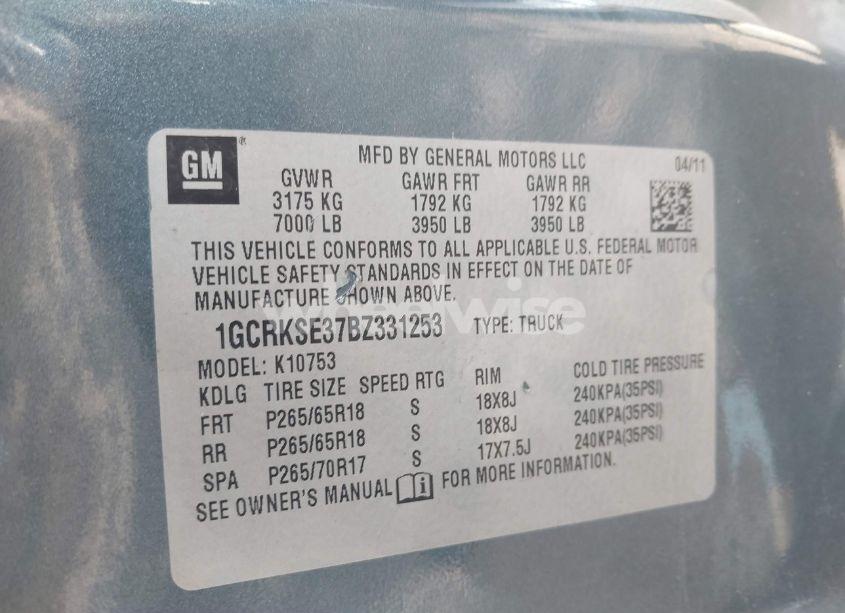 GM
MFD BY GENERAL MOTORS LLC 04/11
GVWR GAWR FRT GAWR RR
3175 KG 1792 KG 1792 KG
7000 LB 3950 LB 3950 LB
THIS VEHICLE CONFORMS TO ALL APPLICABLE U.S. FEDERAL MOTOR
VEHICLE SAFETY STANDARDS IN EFFECT ON THE DATE OF
MANUFACTURE SHOWN ABOVE.
1GCRKSE37BZ331253 TYPE: TRUCK
MODEL: K10753
KDLG TIRE SIZE SPEED RTG RIM COLD TIRE PRESSURE
FRT P265/65R18 S 18X8J 240KPA(35PSI)
RR P265/65R18 S 18X8J 240KPA(35PSI)
SPA P265/70R17 S 17X7.5J 240KPA(35PSI)
SEE OWNER'S MANUAL i FOR MORE INFORMATION.